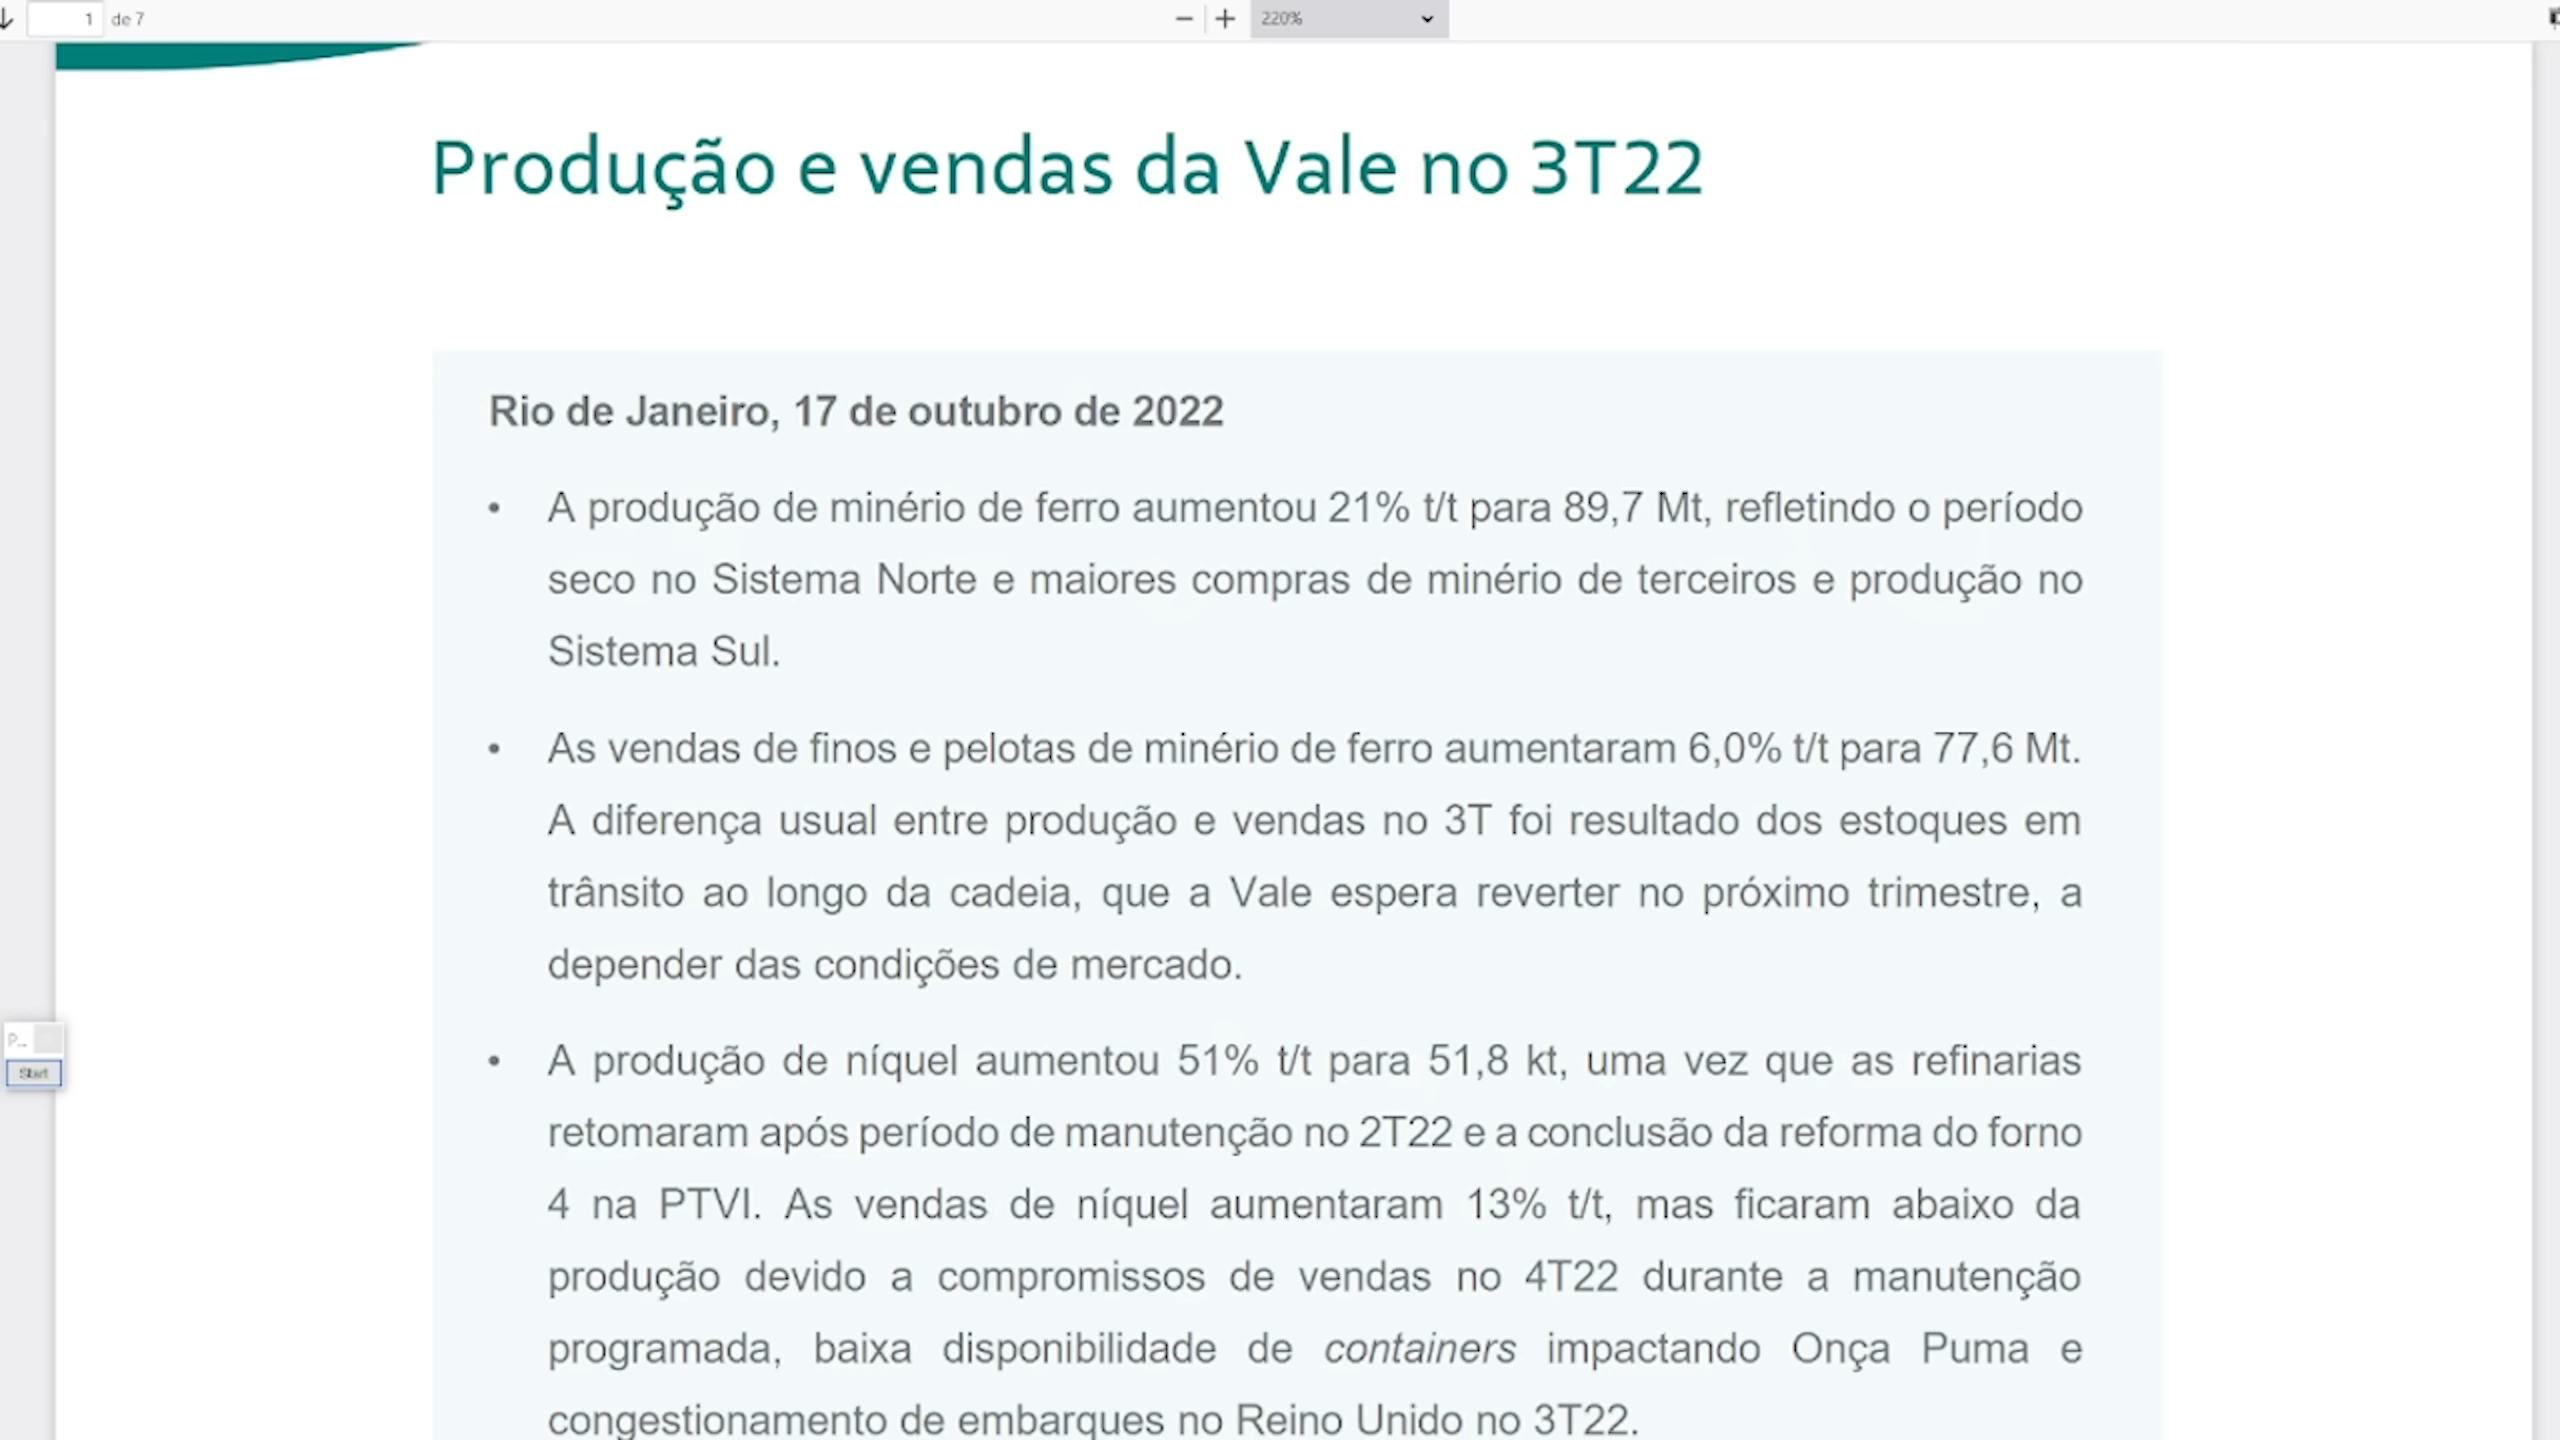 1 de 7
220%
Produção e vendas da Vale no 3T22
Rio de Janeiro, 17 de outubro de 2022
• A produção de minério de ferro aumentou 21% t/t para 89,7 Mt, refletindo o período
seco no Sistema Norte e maiores compras de minério de terceiros e produção no
Sistema Sul.
• As vendas de finos e pelotas de minério de ferro aumentaram 6,0% t/t para 77,6 Mt.
A diferença usual entre produção e vendas no 3T foi resultado dos estoques em
trânsito ao longo da cadeia, que a Vale espera reverter no próximo trimestre, a
depender das condições de mercado.
P...
Start
• A produção de níquel aumentou 51% t/t para 51,8 kt, uma vez que as refinarias
retomaram após período de manutenção no 2T22 e a conclusão da reforma do forno
4 na PTVI. As vendas de níquel aumentaram 13% t/t, mas ficaram abaixo da
produção devido a compromissos de vendas no 4T22 durante a manutenção
programada, baixa disponibilidade de containers impactando Onça Puma e
congestionamento de embarques no Reino Unido no 3T22.